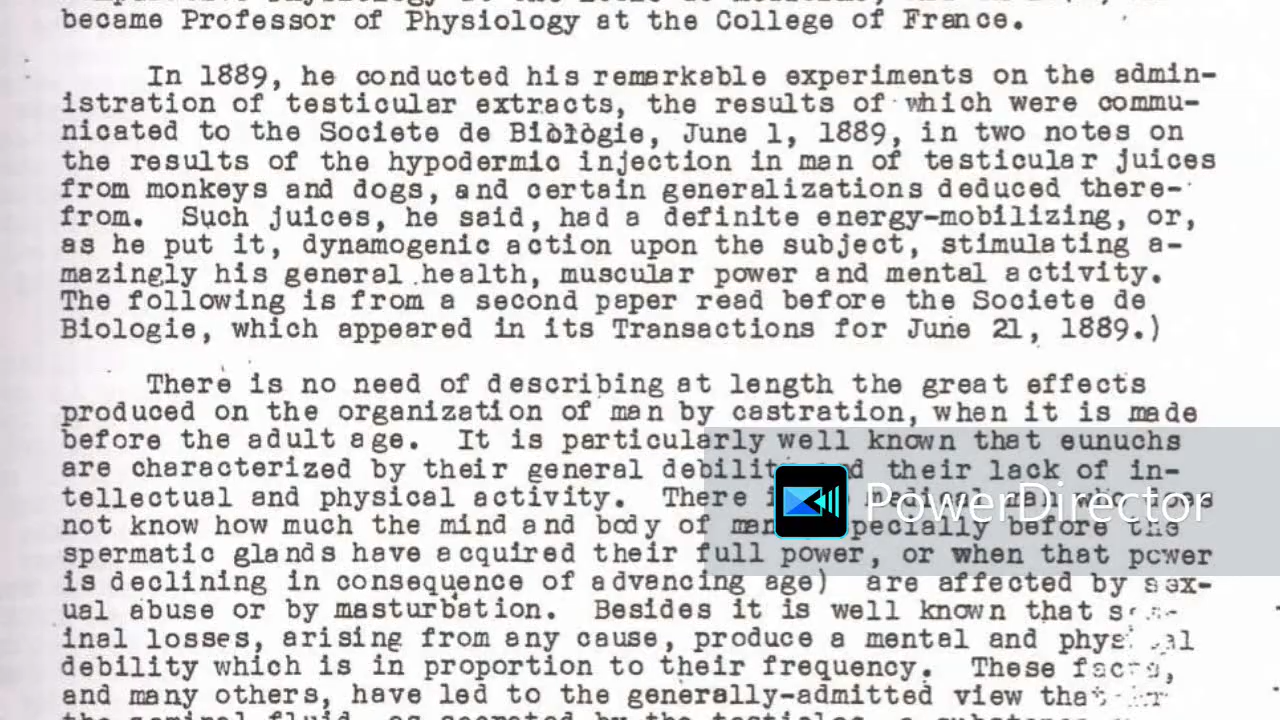 became Professor of Physiology at the College of France.
In 1889, he conducted his remarkable experiments on the admin-
istration of testicular extracts, the results of which were commu-
nicated to the Societe de Biologie, June 1, 1889, in two notes on
the results of the hypodermic injection in man of testicular juices
from monkeys and dogs, and certain generalizations deduced there-
from. Such juices, he said, had a definite energy-mobilizing, or,
as he put it, dynamogenic action upon the subject, stimulating a-
mazingly his general health, muscular power and mental activity.
The following is from a second paper read before the Societe de
Biologie, which appeared in its Transactions for June 21, 1889.)
There is no need of describing at length the great effects
produced on the organization of man by castration, when it is made
before the adult age. It is particularly well known that eunuchs
are characterized by their general debility and their lack of in-
tellectual and physical activity. There medical man who does
not know how much the mind and body of man especially before the
PowerDirector
spermatic glands have acquired their full power, or when that power
is declining in consequence of advancing age) are affected by sex-
ual abuse or by masturbation. Besides it is well known that
inal losses, arising from any cause, produce a mental and physical
debility which is in proportion to their frequency. These facts,
and many others, have led to the generally-admitted view that